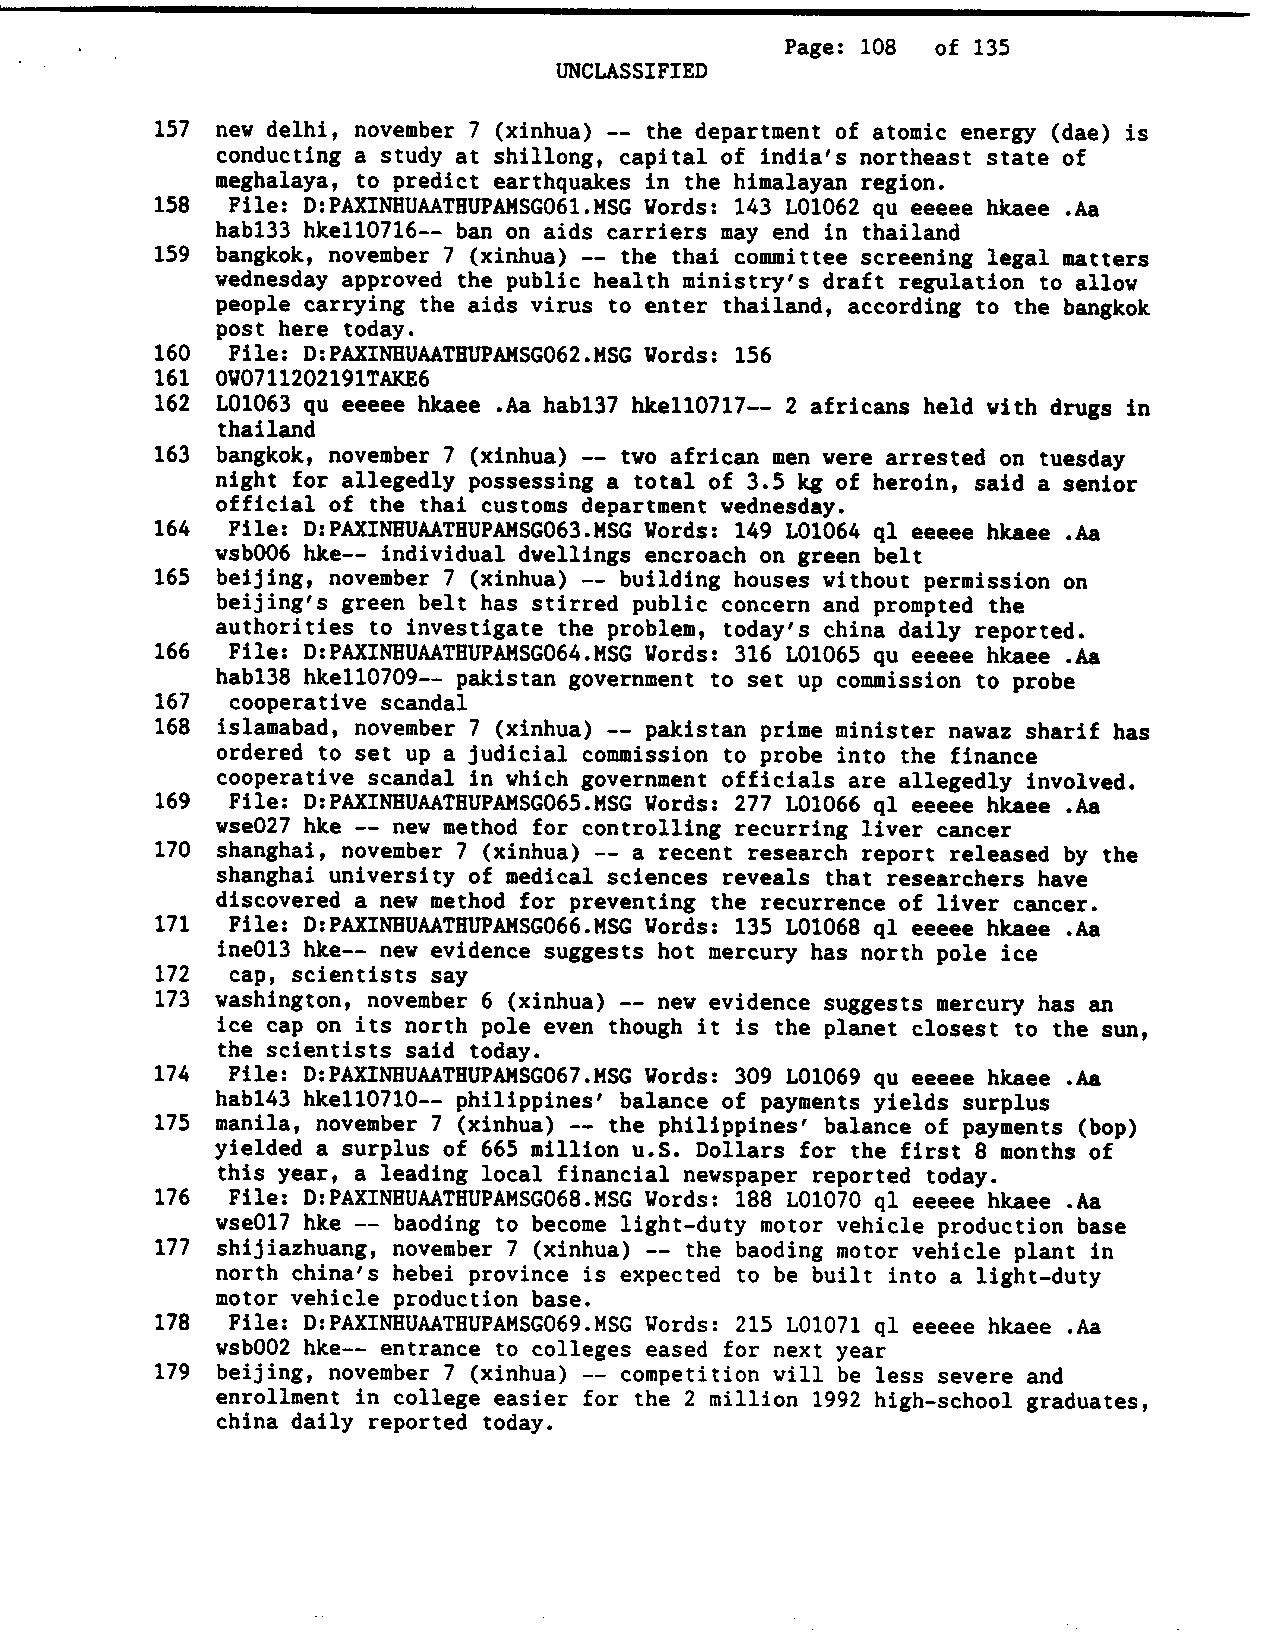 Page: 108 of 135
UNCLASSIFIED
157 new delhi, november 7 (xinhua) -- the department of atomic energy (dae) is
conducting a study at shillong, capital of india's northeast state of
meghalaya, to predict earthquakes in the himalayan region.
158 File: D:PAXINHUAATHUPAMSG061.MSG Words: 143 L01062 qu eeeee hkaee .Aa
hab133 hke110716-- ban on aids carriers may end in thailand
159 bangkok, november 7 (xinhua) -- the thai committee screening legal matters
wednesday approved the public health ministry's draft regulation to allow
people carrying the aids virus to enter thailand, according to the bangkok
post here today.
160 File: D:PAXINHUAATHUPAMSG062.MSG Words: 156
161 OW0711202191TAKE6
162 L01063 qu eeeee hkaee .Aa hab137 hke110717-- 2 africans held with drugs in
thailand
163 bangkok, november 7 (xinhua) -- two african men were arrested on tuesday
night for allegedly possessing a total of 3.5 kg of heroin, said a senior
official of the thai customs department wednesday.
164 File: D:PAXINHUAATHUPAMSG063.MSG Words: 149 L01064 ql eeeee hkaee .Aa
wsb006 hke-- individual dwellings encroach on green belt
165 beijing, november 7 (xinhua) -- building houses without permission on
beijing's green belt has stirred public concern and prompted the
authorities to investigate the problem, today's china daily reported.
166 File: D:PAXINHUAATHUPAMSG064.MSG Words: 316 L01065 qu eeeee hkaee .Aa
hab138 hke110709-- pakistan government to set up commission to probe
167 cooperative scandal
168 islamabad, november 7 (xinhua) -- pakistan prime minister nawaz sharif has
ordered to set up a judicial commission to probe into the finance
cooperative scandal in which government officials are allegedly involved.
169 File: D:PAXINHUAATHUPAMSG065.MSG Words: 277 L01066 ql eeeee hkaee .Aa
wse027 hke -- new method for controlling recurring liver cancer
170 shanghai, november 7 (xinhua) -- a recent research report released by the
shanghai university of medical sciences reveals that researchers have
discovered a new method for preventing the recurrence of liver cancer.
171 File: D:PAXINHUAATHUPAMSG066.MSG Words: 135 L01068 ql eeeee hkaee .Aa
ine013 hke-- new evidence suggests hot mercury has north pole ice
172 cap, scientists say
173 washington, november 6 (xinhua) -- new evidence suggests mercury has an
ice cap on its north pole even though it is the planet closest to the sun,
the scientists said today.
174 File: D:PAXINHUAATHUPAMSG067.MSG Words: 309 L01069 qu eeeee hkaee .Aa
hab143 hke110710-- philippines' balance of payments yields surplus
175 manila, november 7 (xinhua) -- the philippines' balance of payments (bop)
yielded a surplus of 665 million u.S. Dollars for the first 8 months of
this year, a leading local financial newspaper reported today.
176 File: D:PAXINHUAATHUPAMSG068.MSG Words: 188 L01070 ql eeeee hkaee .Aa
wse017 hke -- baoding to become light-duty motor vehicle production base
177 shijiazhuang, november 7 (xinhua) -- the baoding motor vehicle plant in
north china's hebei province is expected to be built into a light-duty
motor vehicle production base.
178 File: D:PAXINHUAATHUPAMSG069.MSG Words: 215 L01071 ql eeeee hkaee .Aa
wsb002 hke-- entrance to colleges eased for next year
179 beijing, november 7 (xinhua) -- competition will be less severe and
enrollment in college easier for the 2 million 1992 high-school graduates,
china daily reported today.